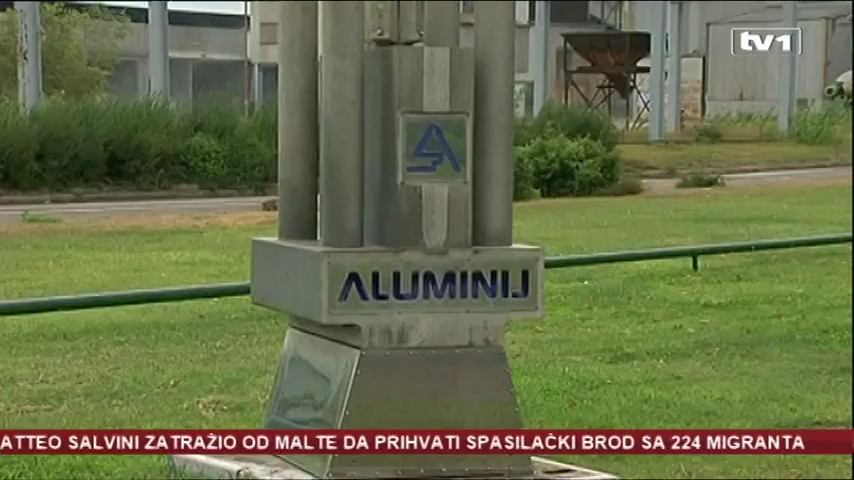 tv1
ALUMINIJ
ATTEO SALVINI ZATRAŽIO OD MALTE DA PRIHVATI SPASILAČKI BROD SA 224 MIGRANTA